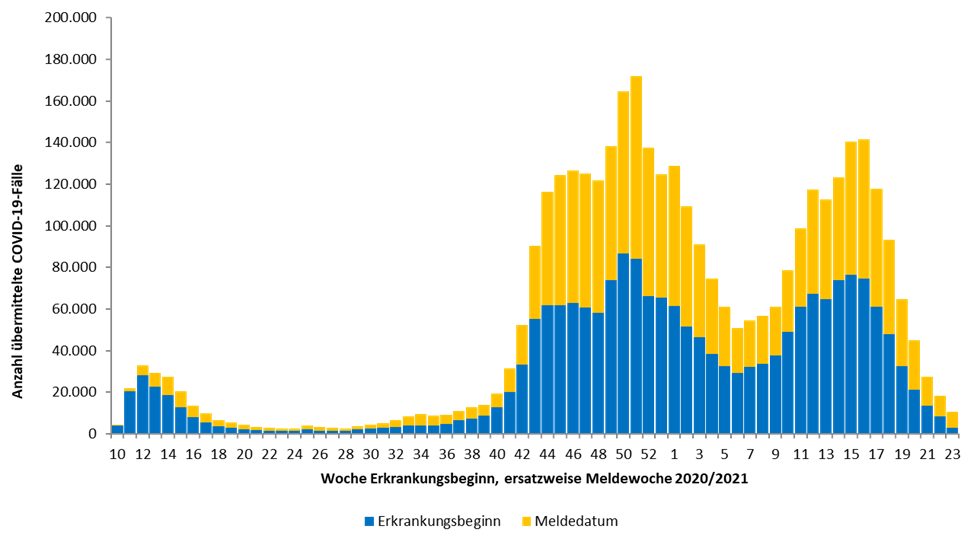 200.000
180.000
160.000
140.000
120.000
100.000
80.000
60.000
40.000
20.000
0
Anzahl übermittelte COVID-19-Fälle
10 12 14 16 18 20 22 24 26 28 30 32 34 36 38 40 42 44 46 48 50 52 1 3 5 7 9 11 13 15 17 19 21 23
Woche Erkrankungsbeginn, ersatzweise Meldewoche 2020/2021
Erkrankungsbeginn Meldedatum